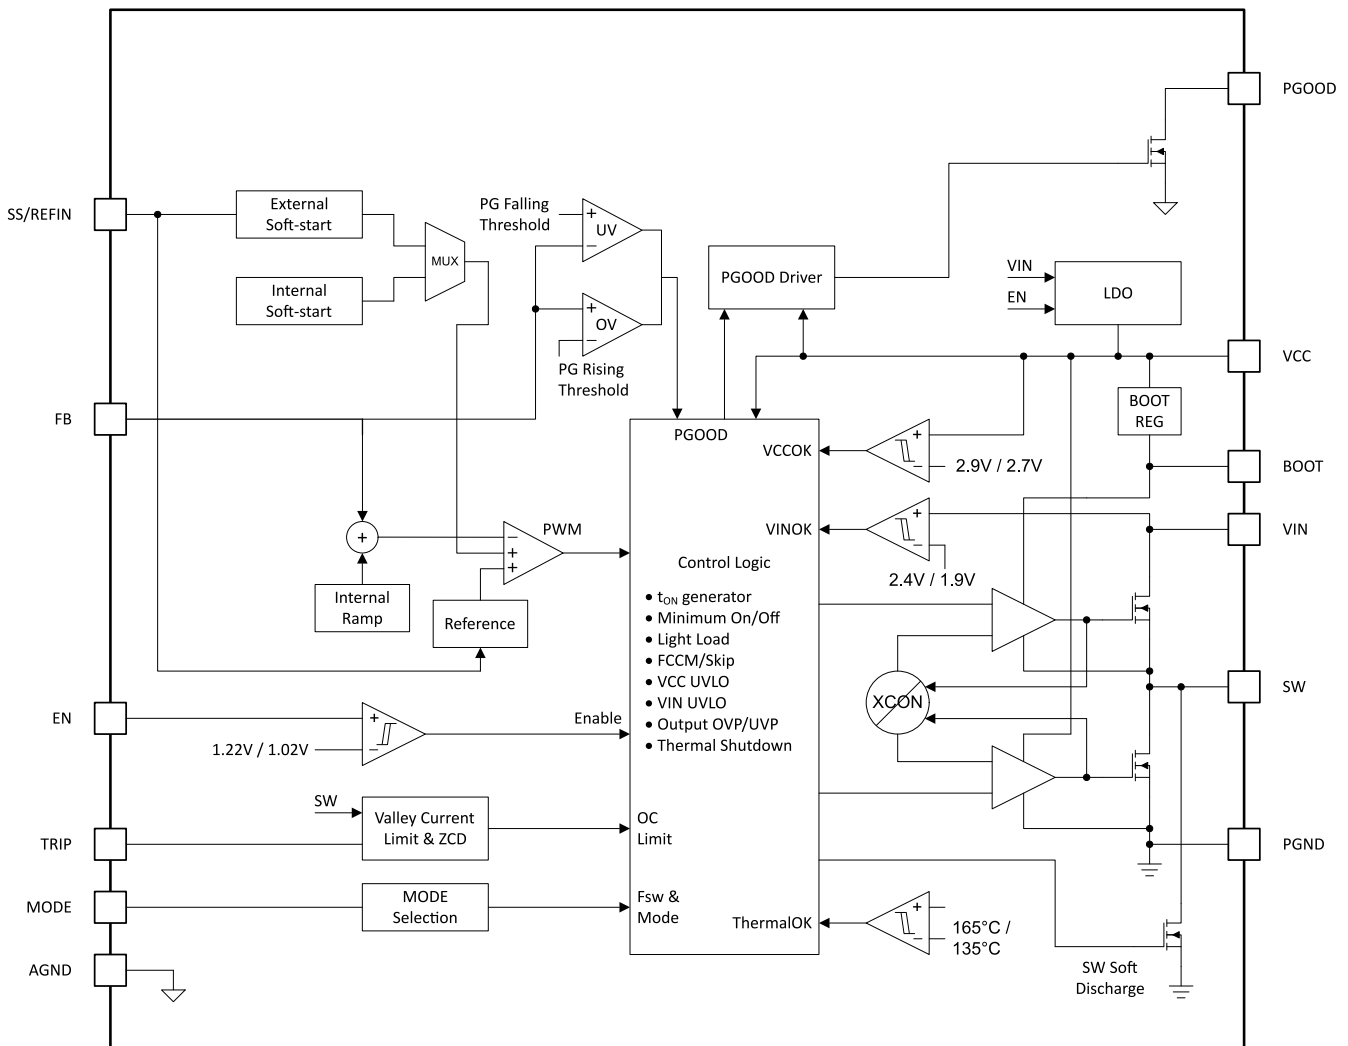 PGOOD
SS/REFIN
External
Soft-start
Internal
Soft-start
MUX
PG Falling
Threshold
+
UV
−
+
OV
−
PG Rising
Threshold
PGOOD Driver
VIN
EN
LDO
VCC
BOOT
REG
BOOT
FB
PGOOD
VCCOK
+
−
2.9V / 2.7V
VINOK
+
−
2.4V / 1.9V
VIN
+
Internal
Ramp
PWM
−
+
+
Reference
Control Logic
• tON generator
• Minimum On/Off
• Light Load
• FCCM/Skip
• VCC UVLO
• VIN UVLO
• Output OVP/UVP
• Thermal Shutdown
XCON
SW
EN
+
−
1.22V / 1.02V
Enable
SW
TRIP
Valley Current
Limit & ZCD
OC
Limit
PGND
MODE
MODE
Selection
Fsw &
Mode
ThermalOK
+
−
165°C /
135°C
SW Soft
Discharge
AGND